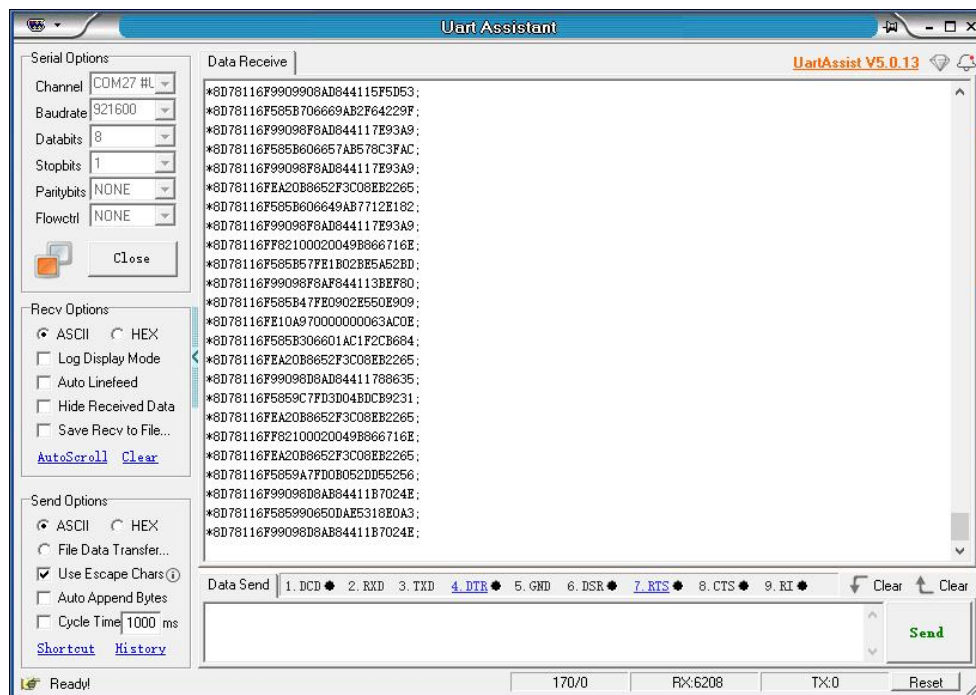 Uart Assistant
Serial Options
Channel COM27 #U
Baudrate 921600
Databits 8
Stopbits 1
Paritybits NONE
Flowctrl NONE
Close
Recv Options
ASCII HEX
Log Display Mode
Auto Linefeed
Hide Received Data
Save Recv to File...
AutoScroll Clear
Send Options
ASCII HEX
File Data Transfer...
Use Escape Chars
Auto Append Bytes
Cycle Time 1000 ms
Shortcut History
Data Receive
UartAssist V5.0.13
*8D78116F9909908AD844115F5D53;
*8D78116F585B706669AB2F64229F;
*8D78116F99098F8AD844117E93A9;
*8D78116F585B606657AB578C3FAC;
*8D78116F99098F8AD844117E93A9;
*8D78116FEA20B8652F3C08EB2265;
*8D78116F585B606649AB7712E182;
*8D78116F99098F8AD844117E93A9;
*8D78116FF82100020049B866716E;
*8D78116F585B57FE1B02BE5A52BD;
*8D78116F99098F8AF844113BEF80;
*8D78116F585B47FE0902E550E909;
*8D78116FE10A970000000063AC0E;
*8D78116F585B306601AC1F2CB684;
*8D78116FEA20B8652F3C08EB2265;
*8D78116F99098D8AD84411788635;
*8D78116F5859C7FD3D04BDCB9231;
*8D78116FEA20B8652F3C08EB2265;
*8D78116FF82100020049B866716E;
*8D78116FEA20B8652F3C08EB2265;
*8D78116F5859A7FD0B052DD55256;
*8D78116F99098D8AB84411B7024E;
*8D78116F585990650DAE5318E0A3;
*8D78116F99098D8AB84411B7024E;
Data Send 1. DCD 2. RXD 3. TXD 4. DTR 5. GND 6. DSR 7. RTS 8. CTS 9. RI Clear Clear
Send
Ready! 170/0 RX:6208 TX:0 Reset